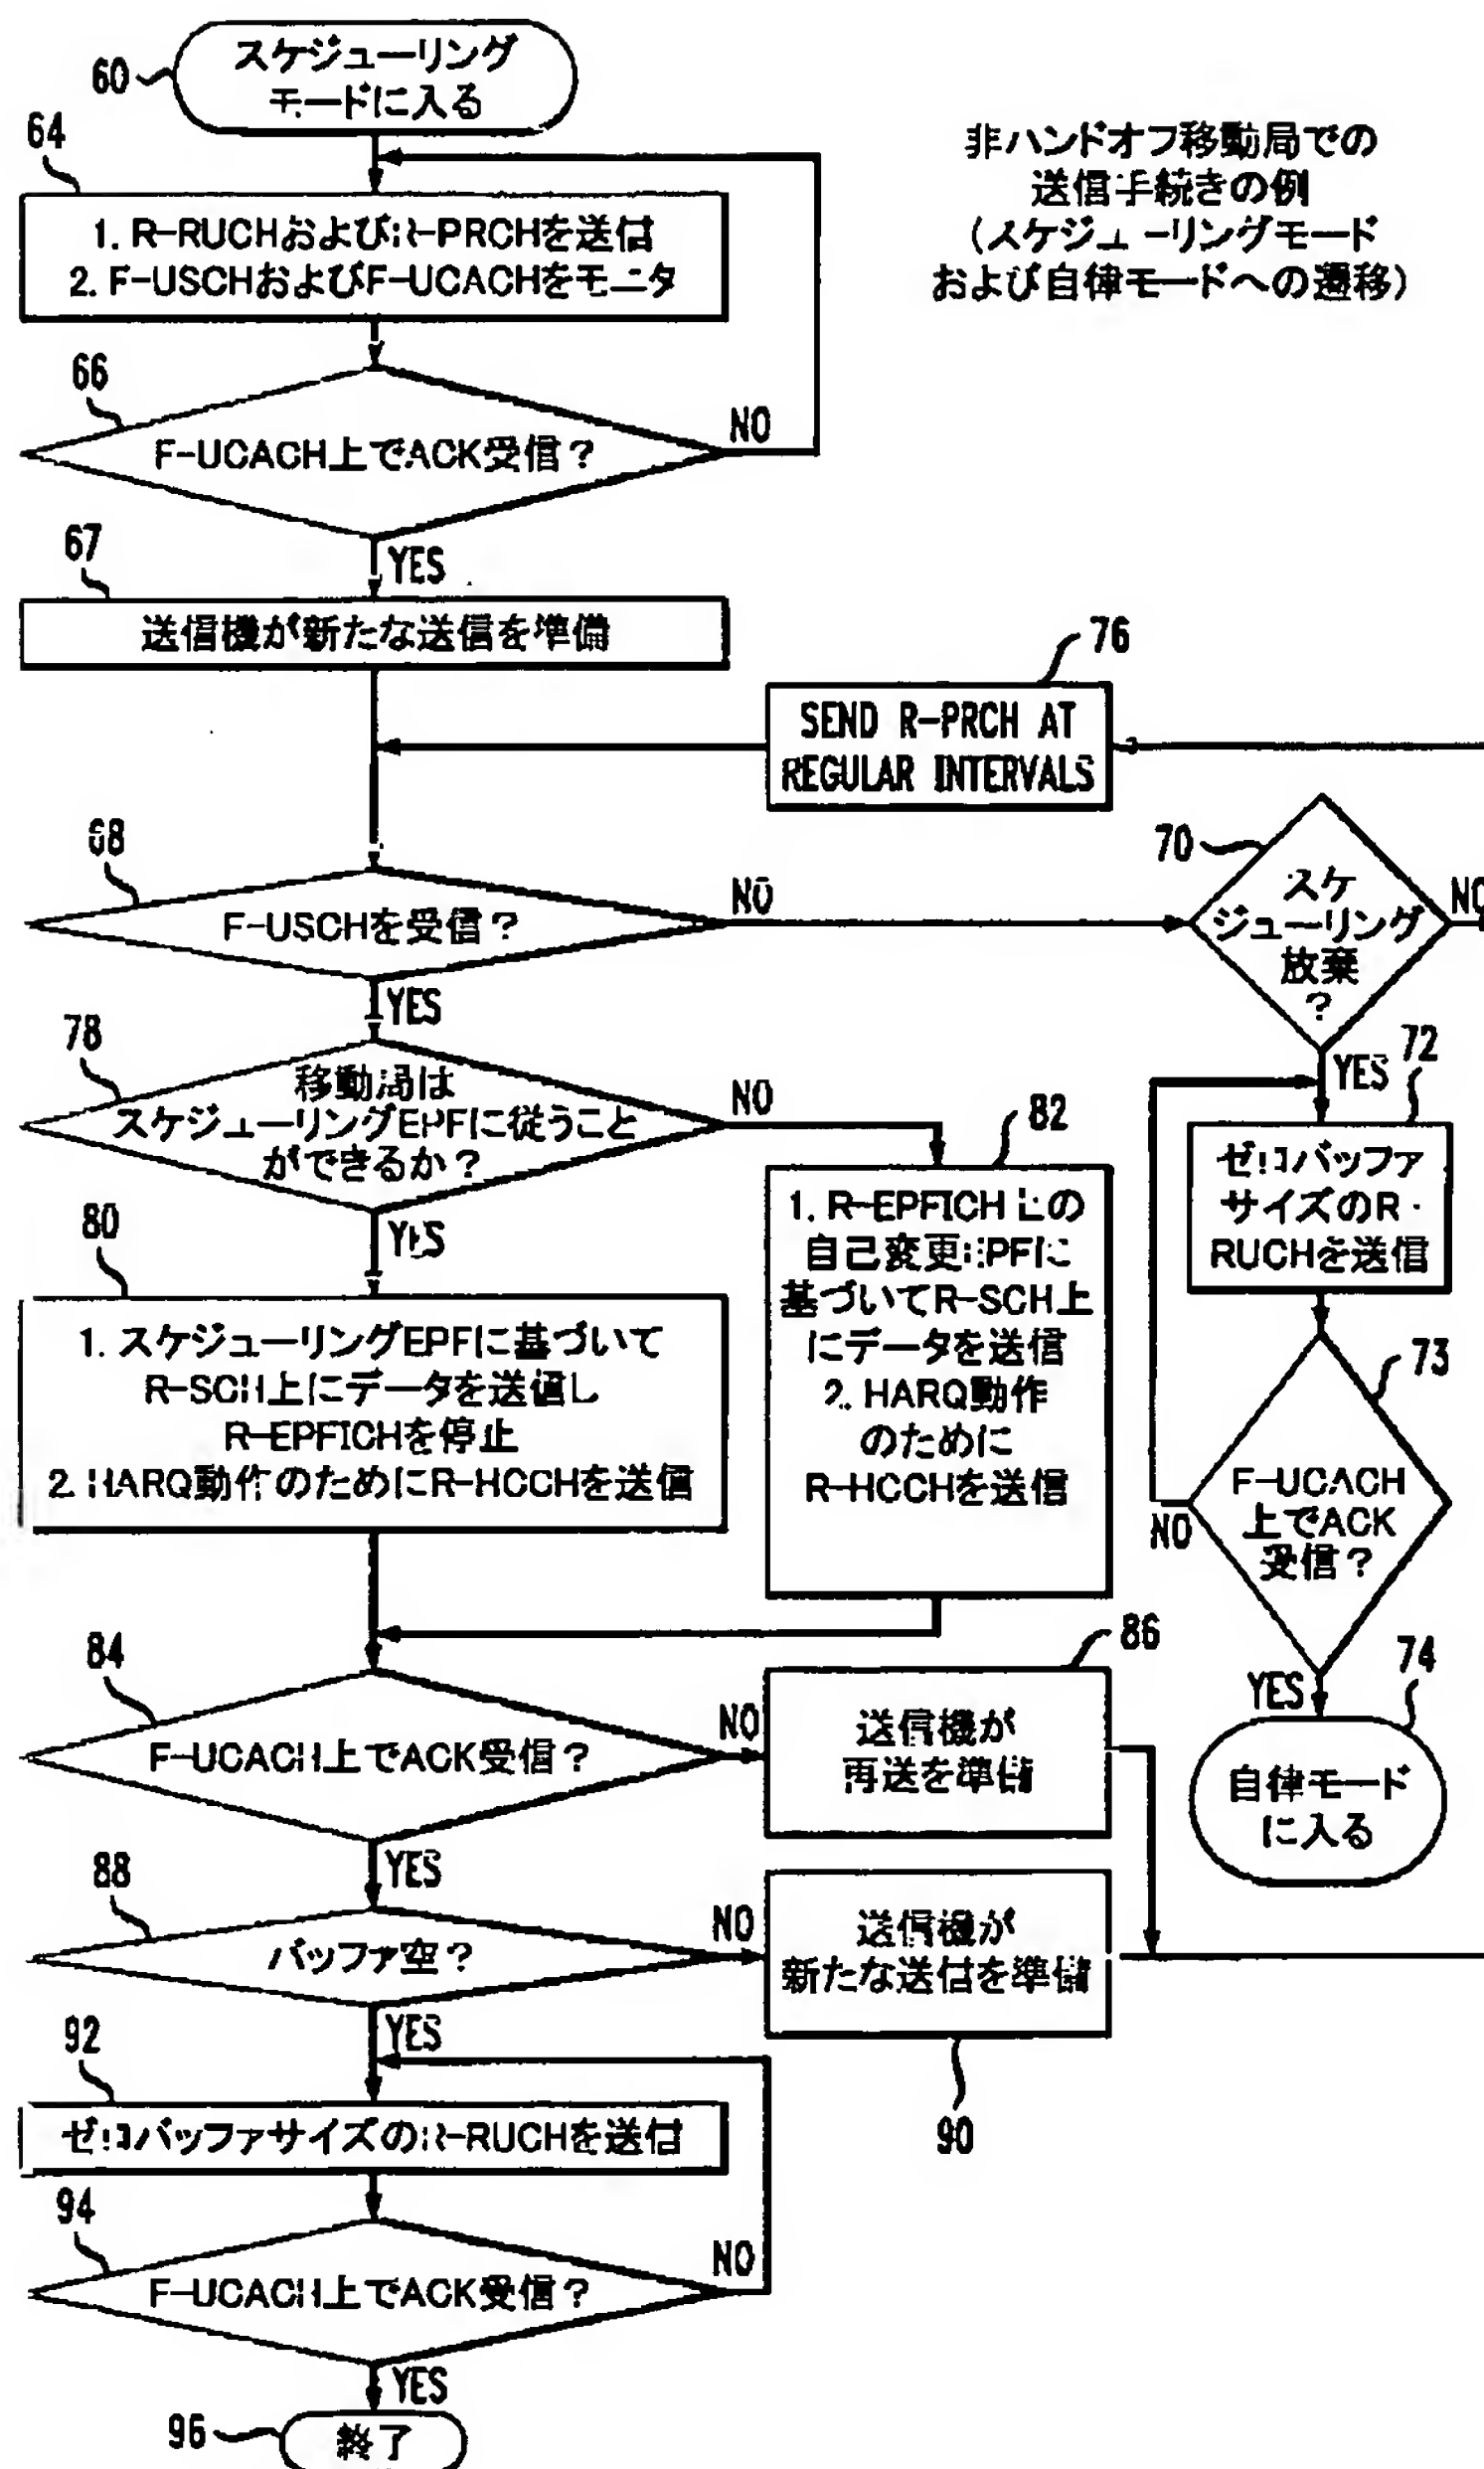 60
スケジューリング
モードに入る
非ハンドオフ移動局での
送信手続きの例
(スケジューリングモード
および自律モードへの遷移)
64
1. R-RUCHおよびR-PRCHを送信
2. F-USCHおよびF-UCACHをモニタ
66
F-UCACH上でACK受信?
NO
YES
67
送信機が新たな送信を準備
76
SEND R-PRCH AT
REGULAR INTERVALS
68
F-USCHを受信?
NO
YES
70
スケ
ジューリング
放棄
?
NO
YES
72
ゼロバッファ
サイズのR-
RUCHを送信
73
F-UCACH
上でACK
受信?
NO
YES
74
自律モード
に入る
78
移動局は
スケジューリングEPFに従うこと
ができるか?
NO
YES
80
1. スケジューリングEPFに基づいて
R-SCH上にデータを送信し
R-EPFICHを停止
2. HARQ動作のためにR-HCCHを送信
82
1. R-EPFICH上の
自己変更EPFに
基づいてR-SCH上
にデータを送信
2. HARQ動作
のために
R-HCCHを送信
84
F-UCACH上でACK受信?
NO
YES
86
送信機が
再送を準備
88
バッファ空?
NO
YES
送信機が
新たな送信を準備
90
92
ゼロバッファサイズのR-RUCHを送信
94
F-UCACH上でACK受信?
NO
YES
96
終了